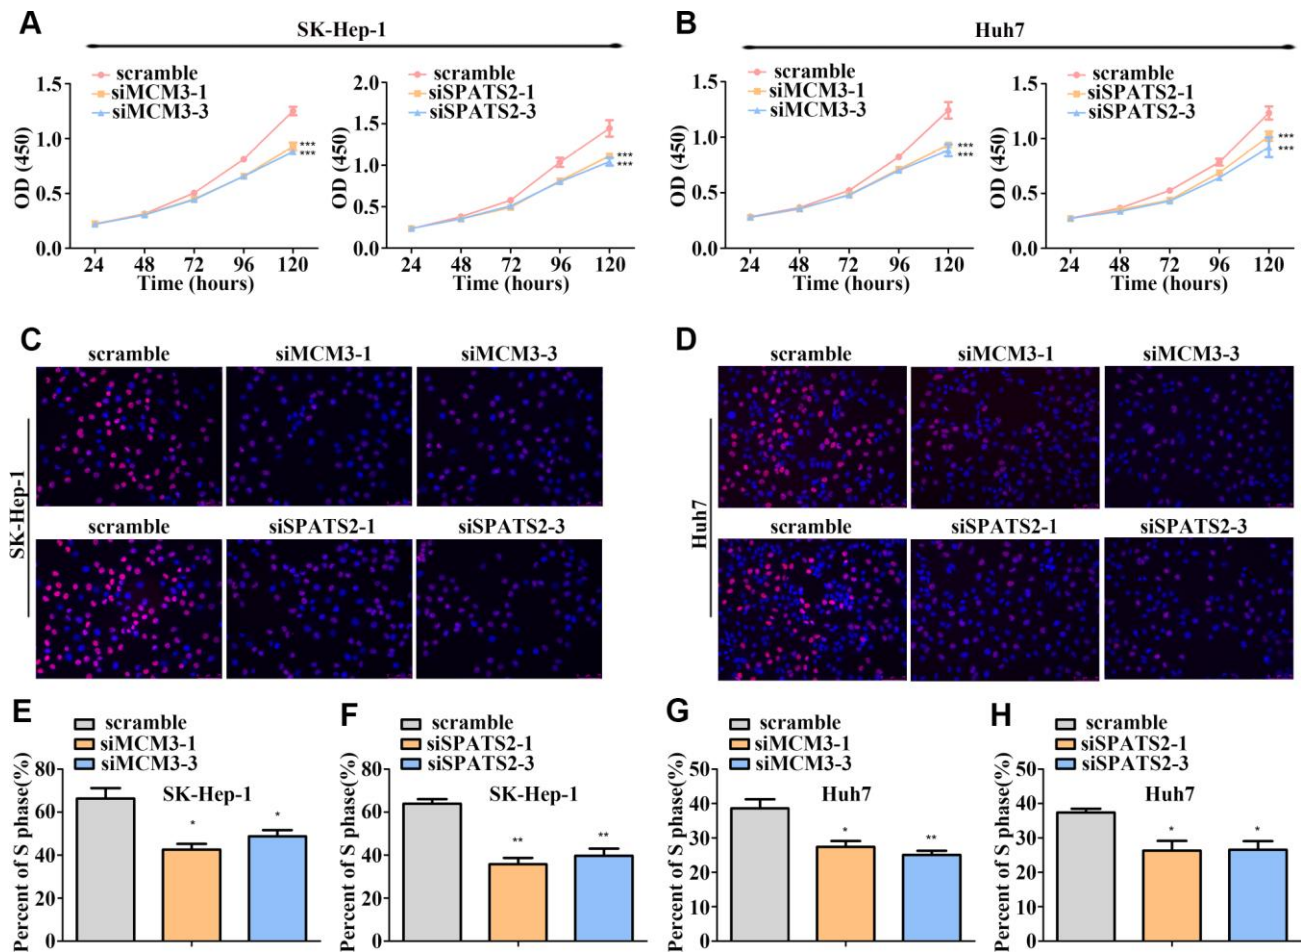 A
SK-Hep-1
scramble
siMCM3-1
siMCM3-3
OD (450)
1.5
1.0
0.5
0.0
***
***
24 48 72 96 120
Time (hours)
scramble
siSPATS2-1
siSPATS2-3
OD (450)
2.0
1.5
1.0
0.5
0.0
***
***
24 48 72 96 120
Time (hours)
B
Huh7
scramble
siMCM3-1
siMCM3-3
OD (450)
1.5
1.0
0.5
0.0
***
***
24 48 72 96 120
Time (hours)
scramble
siSPATS2-1
siSPATS2-3
OD (450)
1.5
1.0
0.5
0.0
***
***
24 48 72 96 120
Time (hours)
C
SK-Hep-1
scramble siMCM3-1 siMCM3-3
scramble siSPATS2-1 siSPATS2-3
D
Huh7
scramble siMCM3-1 siMCM3-3
scramble siSPATS2-1 siSPATS2-3
E
scramble
siMCM3-1
siMCM3-3
SK-Hep-1
Percent of S phase(%)
80
60
40
20
0
* *
F
scramble
siSPATS2-1
siSPATS2-3
SK-Hep-1
Percent of S phase(%)
80
60
40
20
0
** **
G
scramble
siMCM3-1
siMCM3-3
Huh7
Percent of S phase(%)
50
40
30
20
10
0
* **
H
scramble
siSPATS2-1
siSPATS2-3
Huh7
Percent of S phase(%)
50
40
30
20
10
0
* *